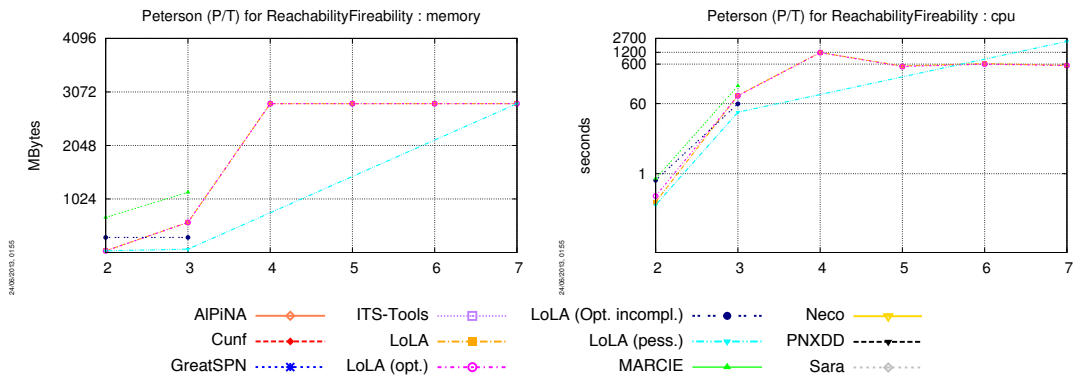 Peterson (P/T) for ReachabilityFireability : memory
4096
3072
2048
1024
MBytes
2 3 4 5 6 7
24/05/2013, 01:55
Peterson (P/T) for ReachabilityFireability : cpu
2700
1200
600
60
1
seconds
2 3 4 5 6 7
24/05/2013, 01:55
AlPiNA ITS-Tools LoLA (Opt. incompl.) Neco
Cunf LoLA LoLA (pess.) PNXDD
GreatSPN LoLA (opt.) MARCIE Sara